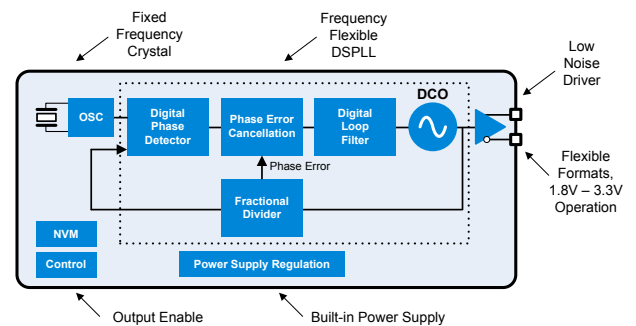 Fixed
Frequency
Crystal
Frequency
Flexible
DSPLL
Low
Noise
Driver
OSC
Digital
Phase
Detector
Phase Error
Cancellation
Digital
Loop
Filter
DCO
Phase Error
Fractional
Divider
Flexible
Formats,
1.8V – 3.3V
Operation
NVM
Control
Power Supply Regulation
Output Enable
Built-in Power Supply